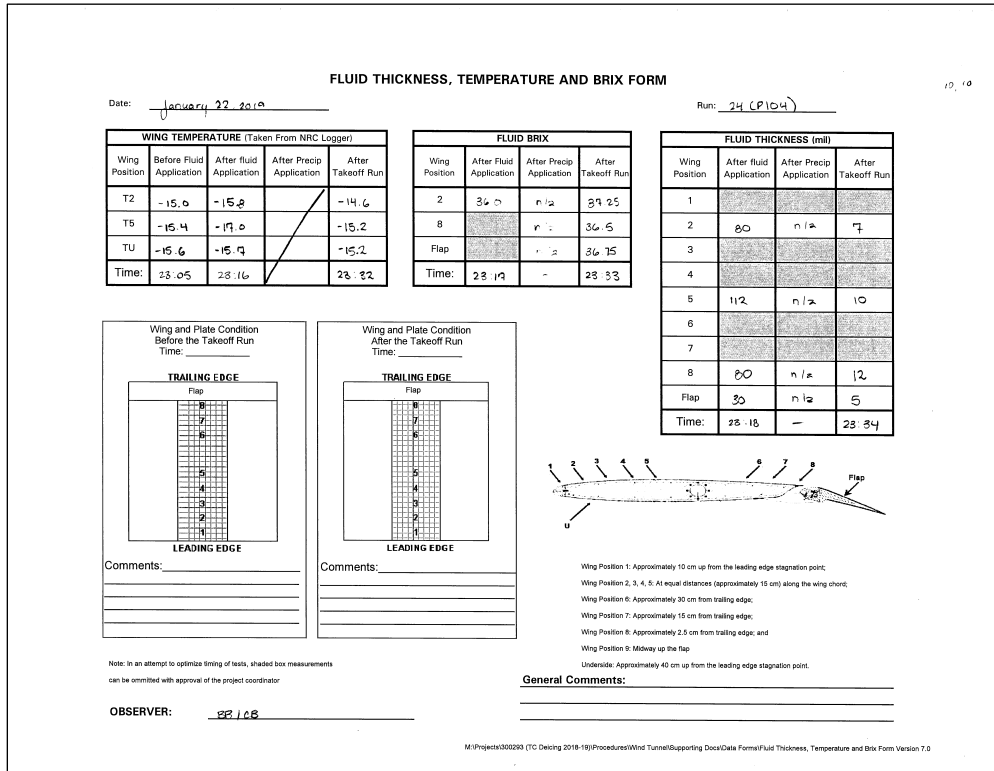 FLUID THICKNESS, TEMPERATURE AND BRIX FORM
10, 10
Date: January 22, 2019 Run: 24 (P104)
WING TEMPERATURE (Taken From NRC Logger)
Wing Position Before Fluid Application After fluid Application After Precip Application After Takeoff Run
T2 -15.0 -15.8 -14.6
T5 -15.4 -17.0 -15.2
TU -15.6 -15.7 -15.2
Time: 23:05 23:16 23:32
FLUID BRIX
Wing Position After Fluid Application After Precip Application After Takeoff Run
2 36.0 n/a 37.25
8 36.5
Flap 36.75
Time: 23:17 - 23:33
FLUID THICKNESS (mil)
Wing Position After fluid Application After Precip Application After Takeoff Run
1
2 80 n/a 7
3
4
5 112 n/a 10
6
7
8 80 n/a 12
Flap 30 n/a 5
Time: 23:18 - 23:34
Wing and Plate Condition
Before the Takeoff Run
Time:
TRAILING EDGE
Flap
8
7
6
5
4
3
2
1
LEADING EDGE
Comments:
Wing and Plate Condition
After the Takeoff Run
Time:
TRAILING EDGE
Flap
8
7
6
5
4
3
2
1
LEADING EDGE
Comments:
1 2 3 4 5 6 7 8
Flap
U
Wing Position 1: Approximately 10 cm up from the leading edge stagnation point;
Wing Position 2, 3, 4, 5: At equal distances (approximately 15 cm) along the wing chord;
Wing Position 6: Approximately 30 cm from trailing edge;
Wing Position 7: Approximately 15 cm from trailing edge;
Wing Position 8: Approximately 2.5 cm from trailing edge; and
Wing Position 9: Midway up the flap
Underside: Approximately 40 cm up from the leading edge stagnation point.
Note: In an attempt to optimize timing of tests, shaded box measurements
can be ommitted with approval of the project coordinator
General Comments:
OBSERVER: BB / CB
M:\Projects\300293 (TC Deicing 2018-19)\Procedures\Wind Tunnel\Supporting Docs\Data Forms\Fluid Thickness, Temperature and Brix Form Version 7.0